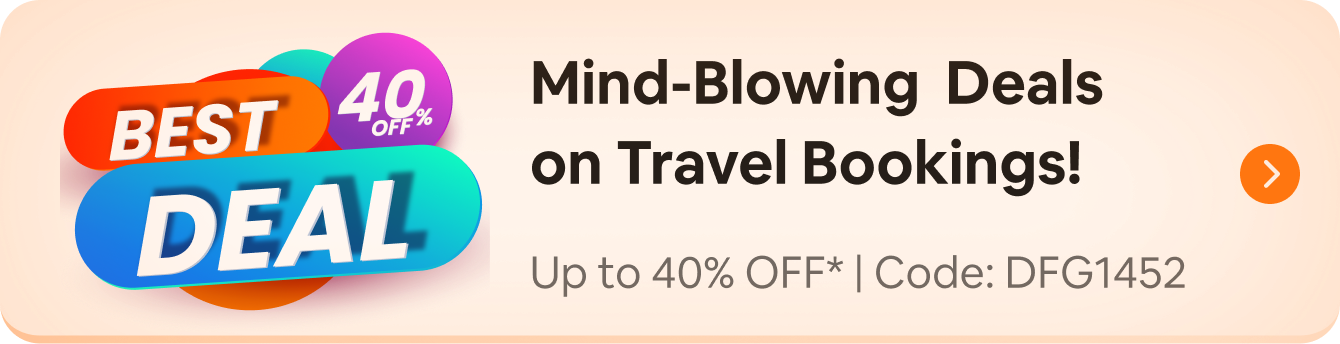 BEST
40
OFF%
DEAL
Mind-Blowing Deals
on Travel Bookings!
Up to 40% OFF* | Code: DFG1452